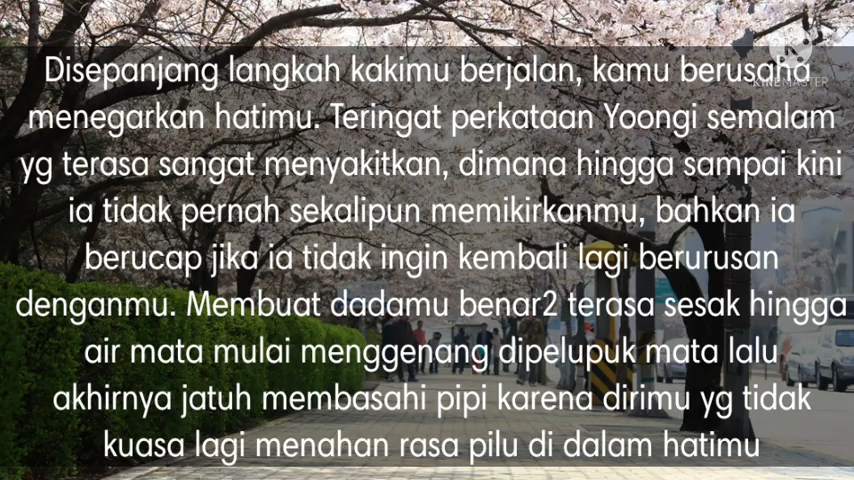 Disepanjang langkah kakimu berjalan, kamu berusaha
menegarkan hatimu. Teringat perkataan Yoongi semalam
yg terasa sangat menyakitkan, dimana hingga sampai kini
ia tidak pernah sekalipun memikirkanmu, bahkan ia
berucap jika ia tidak ingin kembali lagi berurusan
denganmu. Membuat dadamu benar2 terasa sesak hingga
air mata mulai menggenang dipelupuk mata lalu
akhirnya jatuh membasahi pipi karena dirimu yg tidak
kuasa lagi menahan rasa pilu di dalam hatimu
KINEMASTER